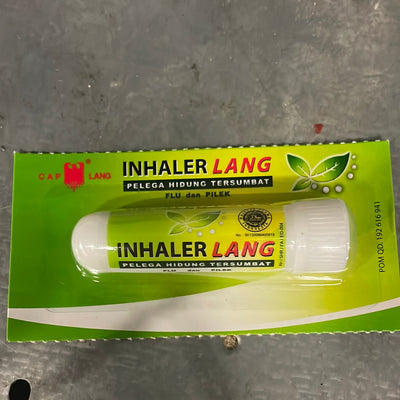 CAP LANG
INHALER LANG
PELEGA HIDUNG TERSUMBAT
FLU dan PILEK
INHALER LANG
PELEGA HIDUNG TERSUMBAT
FLU dan PILEK
POM QD. 192 616 941